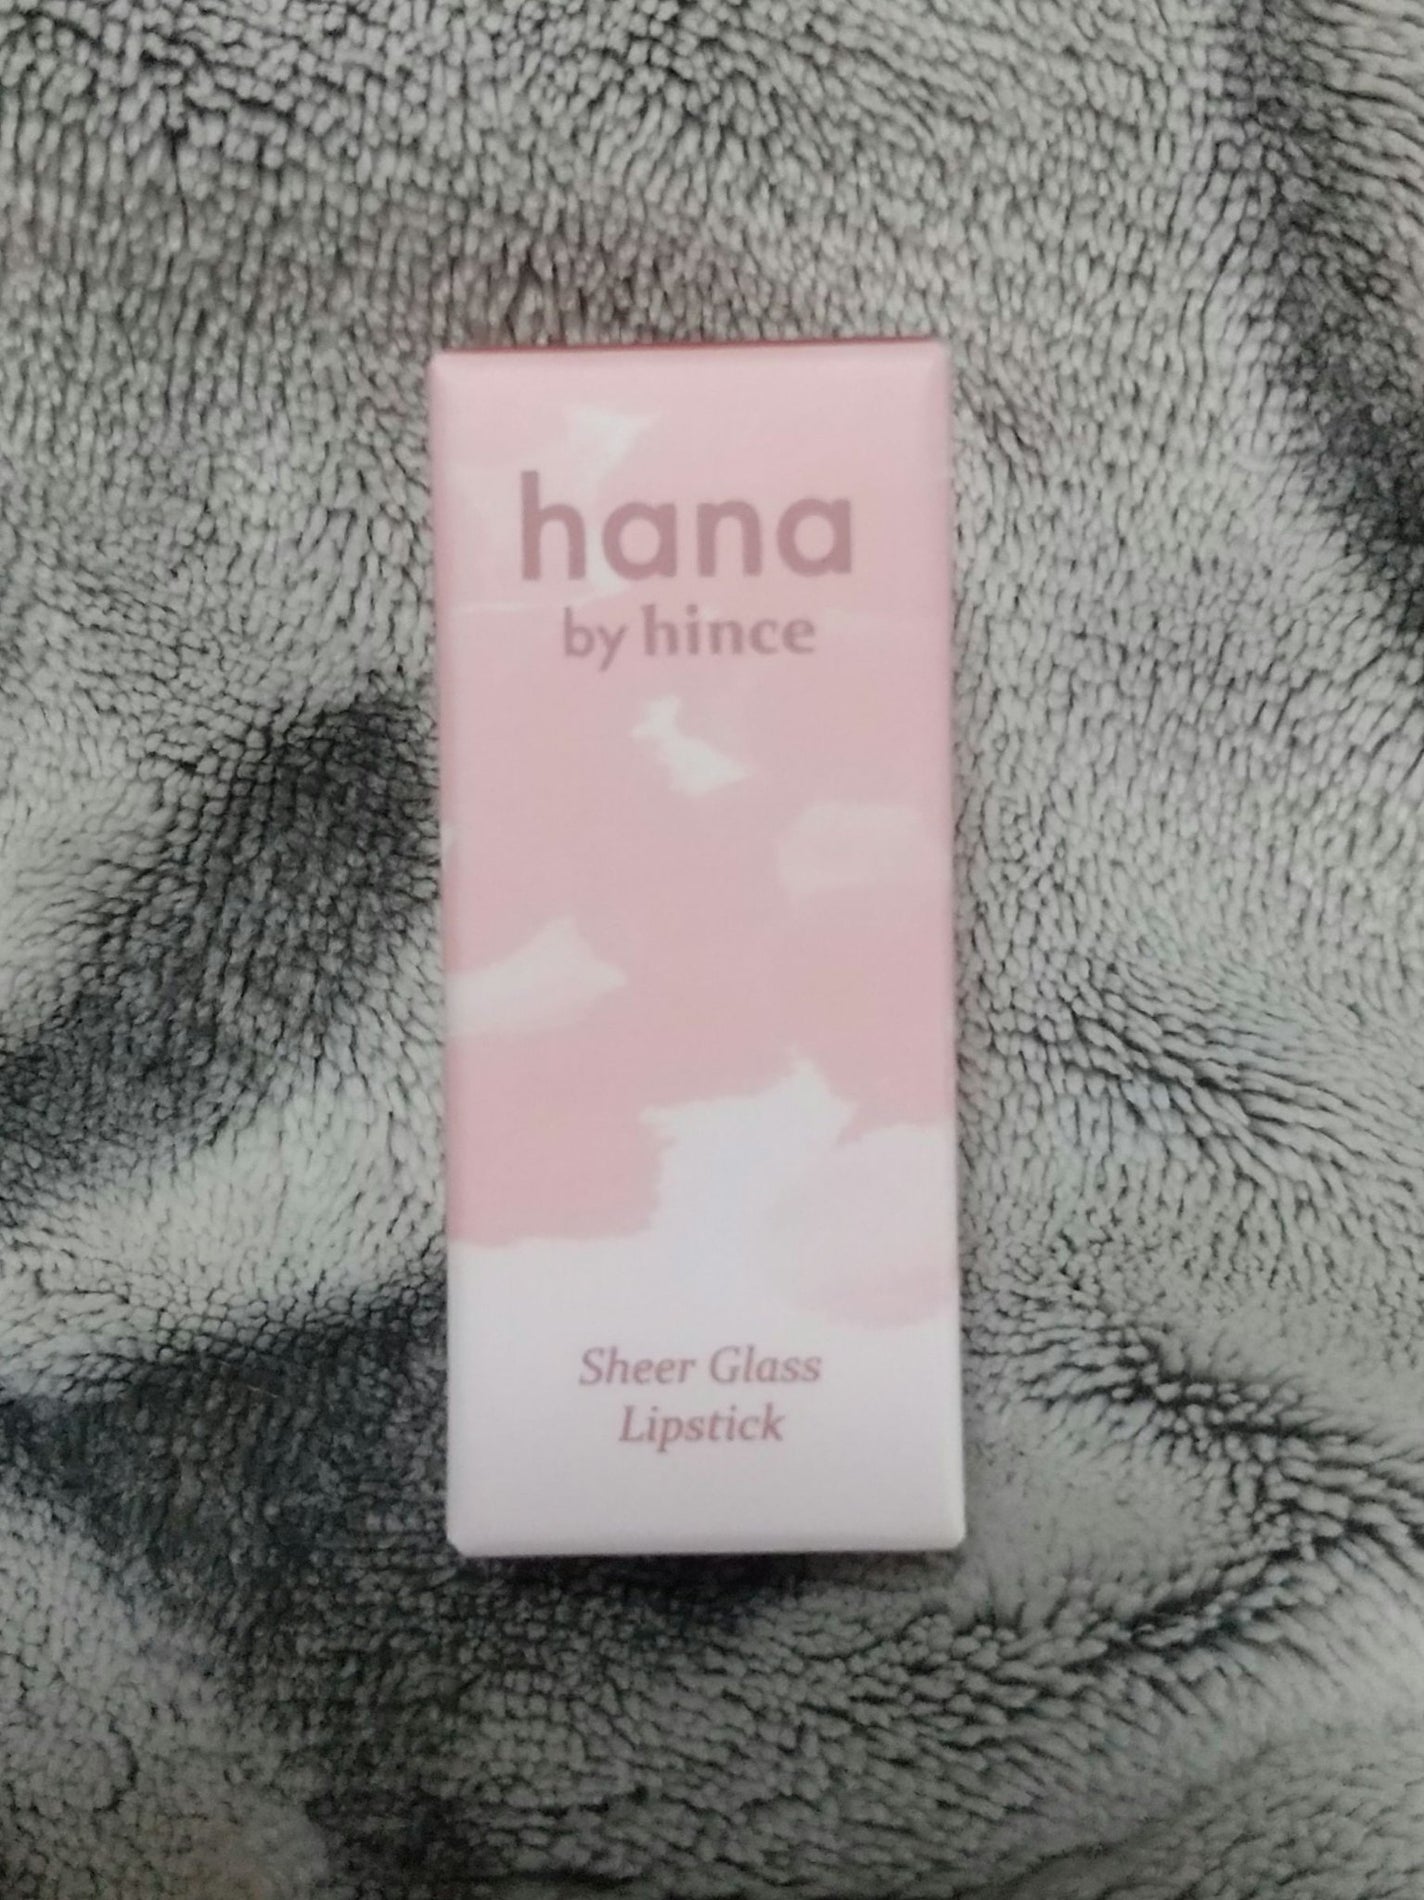 hana
by hince
Sheer Glass
Lipstick